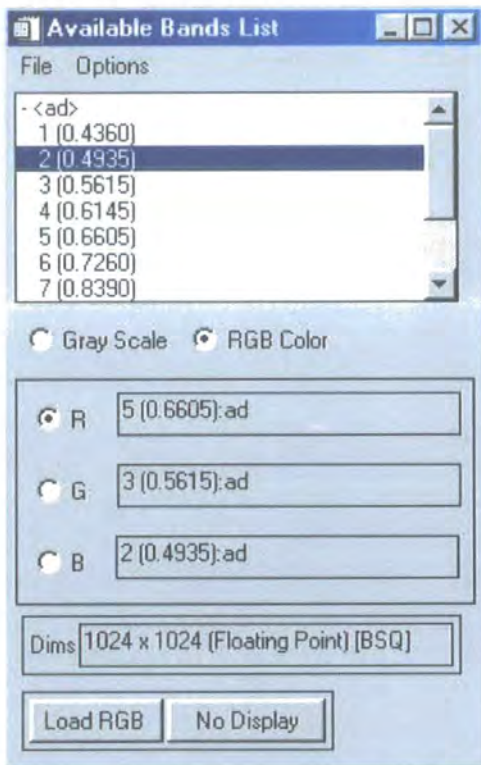 Available Bands List
File Options
- <ad>
1 (0.4360)
2 (0.4935)
3 (0.5615)
4 (0.6145)
5 (0.6605)
6 (0.7260)
7 (0.8390)
Gray Scale RGB Color
R 5 (0.6605):ad
G 3 (0.5615):ad
B 2 (0.4935):ad
Dims 1024 x 1024 (Floating Point) [BSQ]
Load RGB No Display